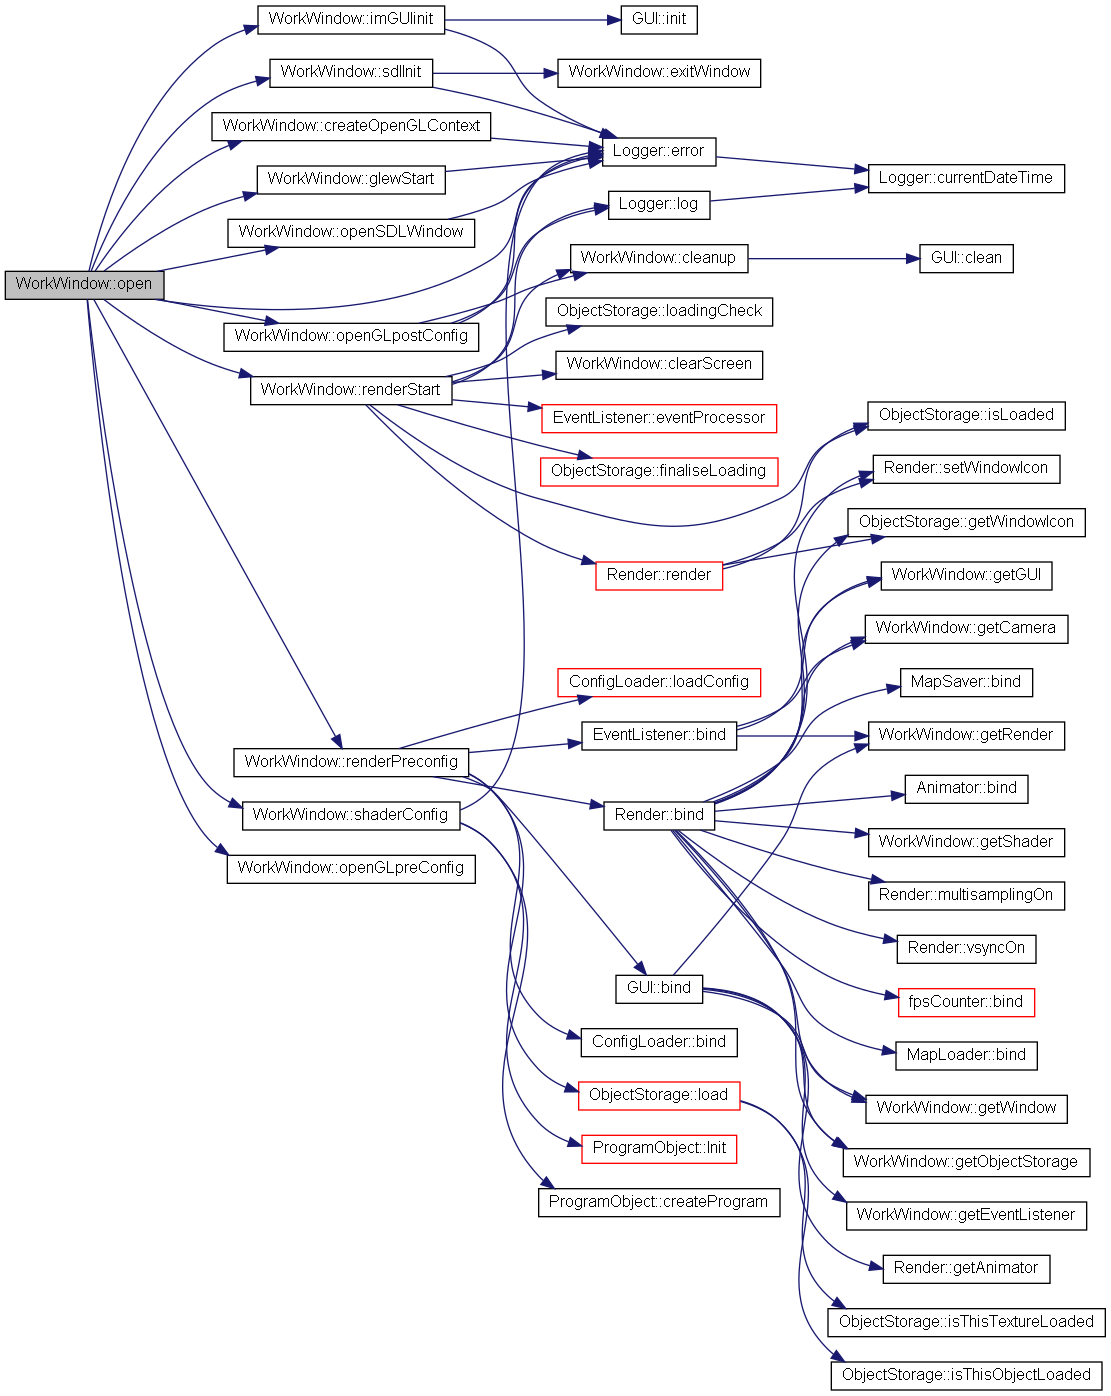 WorkWindow::imGUIinit
GUI::init
WorkWindow::sdlInit
WorkWindow::exitWindow
WorkWindow::createOpenGLContext
Logger::error
WorkWindow::glewStart
Logger::currentDateTime
Logger::log
WorkWindow::openSDLWindow
WorkWindow::cleanup
GUI::clean
WorkWindow::open
ObjectStorage::loadingCheck
WorkWindow::openGLpostConfig
WorkWindow::clearScreen
WorkWindow::renderStart
EventListener::eventProcessor
ObjectStorage::isLoaded
ObjectStorage::finaliseLoading
Render::setWindowIcon
ObjectStorage::getWindowIcon
Render::render
WorkWindow::getGUI
WorkWindow::getCamera
ConfigLoader::loadConfig
MapSaver::bind
EventListener::bind
WorkWindow::getRender
WorkWindow::renderPreconfig
Animator::bind
WorkWindow::shaderConfig
Render::bind
WorkWindow::getShader
WorkWindow::openGLpreConfig
Render::multisamplingOn
Render::vsyncOn
GUI::bind
fpsCounter::bind
ConfigLoader::bind
MapLoader::bind
ObjectStorage::load
WorkWindow::getWindow
ProgramObject::Init
WorkWindow::getObjectStorage
ProgramObject::createProgram
WorkWindow::getEventListener
Render::getAnimator
ObjectStorage::isThisTextureLoaded
ObjectStorage::isThisObjectLoaded